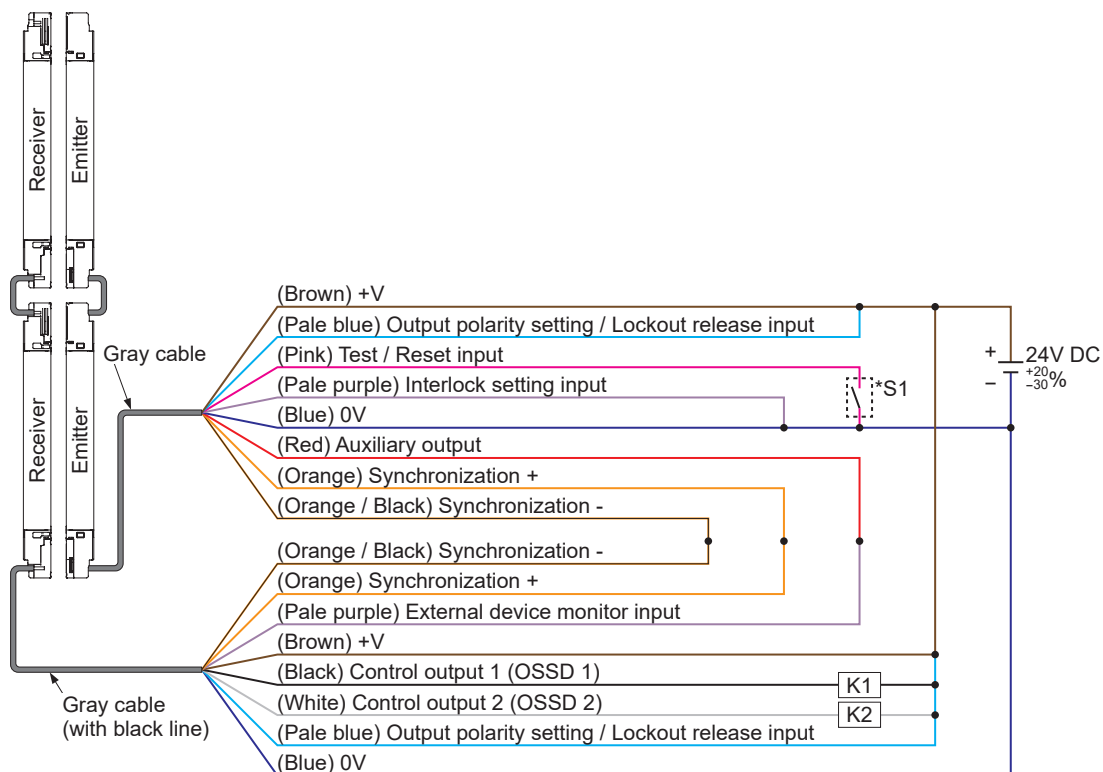 Receiver
Emitter
Receiver
Emitter
Gray cable
Gray cable
(with black line)
(Brown) +V
(Pale blue) Output polarity setting / Lockout release input
(Pink) Test / Reset input
(Pale purple) Interlock setting input
(Blue) 0V
(Red) Auxiliary output
(Orange) Synchronization +
(Orange / Black) Synchronization -
(Orange / Black) Synchronization -
(Orange) Synchronization +
(Pale purple) External device monitor input
(Brown) +V
(Black) Control output 1 (OSSD 1)
(White) Control output 2 (OSSD 2)
(Pale blue) Output polarity setting / Lockout release input
(Blue) 0V
*S1
K1
K2
+
−
24V DC
+20
−30 %